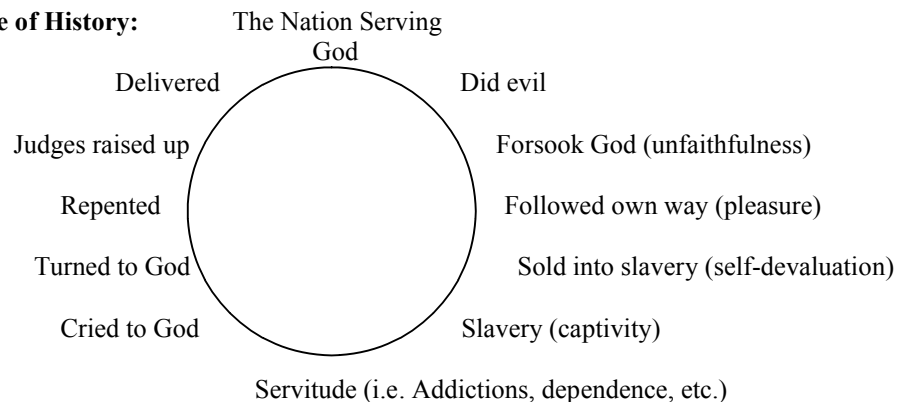 e of History: The Nation Serving
God
Delivered Did evil
Judges raised up Forsook God (unfaithfulness)
Repented Followed own way (pleasure)
Turned to God Sold into slavery (self-devaluation)
Cried to God Slavery (captivity)
Servitude (i.e. Addictions, dependence, etc.)